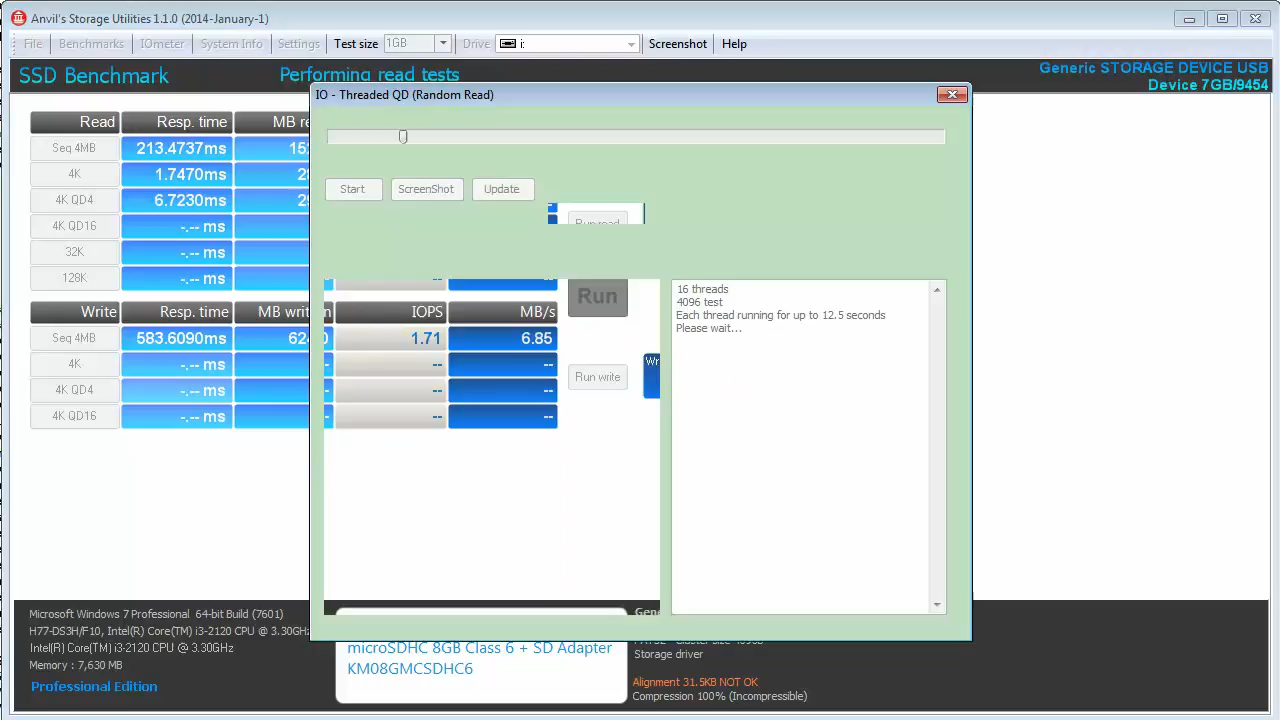 Anvil's Storage Utilities 1.1.0 (2014-January-1)
File Benchmarks IOmeter System Info Settings Test size 1GB Drive i: Screenshot Help
SSD Benchmark Performing read tests Generic STORAGE DEVICE USB
Device 7GB/9454
IO - Threaded QD (Random Read)
Read Resp. time
Seq 4MB 213.4737ms
4K 1.7470ms
4K QD4 6.7230ms
4K QD16 -.-- ms
32K -.-- ms
128K -.-- ms
Start ScreenShot Update
Run read
Run
Write Resp. time IOPS MB/s
Seq 4MB 583.6090ms 1.71 6.85
4K -.-- ms -- --
4K QD4 -.-- ms -- --
4K QD16 -.-- ms -- --
Run write
16 threads
4096 test
Each thread running for up to 12.5 seconds
Please wait...
Microsoft Windows 7 Professional 64-bit Build (7601)
H77-DS3H/F10, Intel(R) Core(TM) i3-2120 CPU @ 3.30GHz
Intel(R) Core(TM) i3-2120 CPU @ 3.30GHz
Memory : 7,630 MB
Professional Edition
microSDHC 8GB Class 6 + SD Adapter
KM08GMCSDHC6
Storage driver
Alignment 31.5KB NOT OK
Compression 100% (Incompressible)